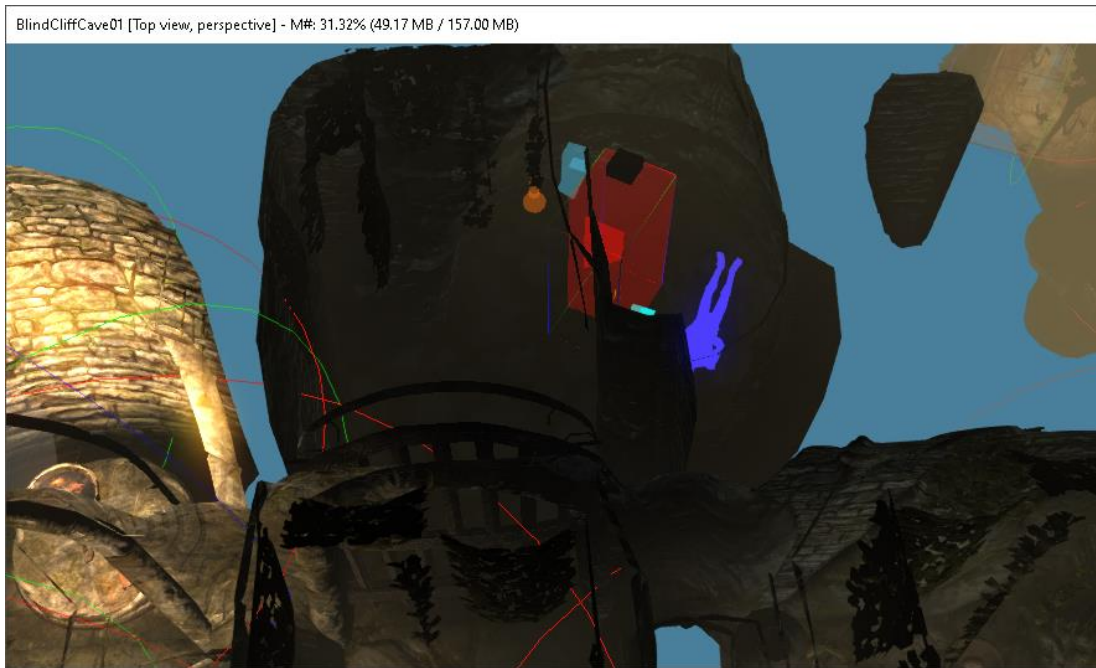 BlindCliffCave01 [Top view, perspective] - M#: 31.32% (49.17 MB / 157.00 MB)